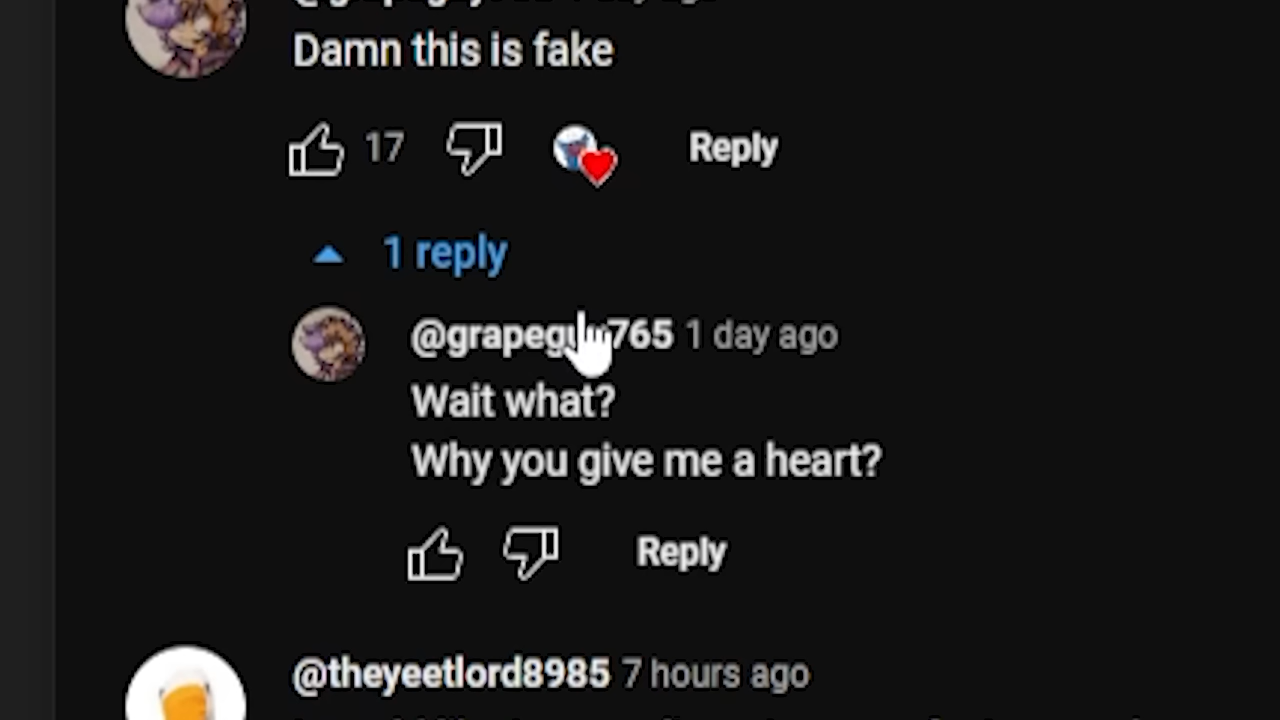 Damn this is fake
17
Reply
1 reply
1 day ago
Wait what?
Why you give me a heart?
Reply
@theyeetlord8985 7 hours ago